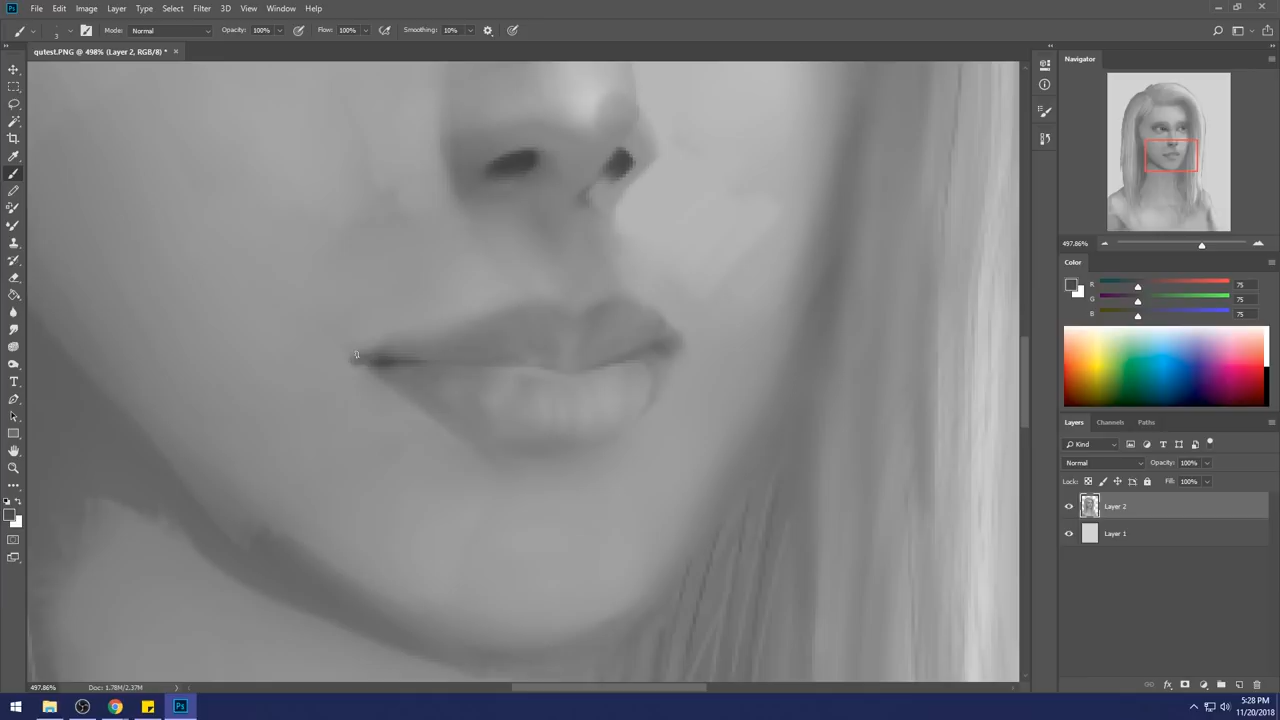 Ps File Edit Image Layer Type Select Filter 3D View Window Help
3 Mode: Normal Opacity: 100% Flow: 100% Smoothing: 10%
qutest.PNG @ 498% (Layer 2, RGB/8) *
Navigator
497.86%
Color
R 75
G 75
B 75
Layers Channels Paths
Kind
Normal Opacity: 100%
Lock: Fill: 100%
Layer 2
Layer 1
497.86% Doc: 1.78M/2.37M
Ps
5:28 PM
11/20/2018